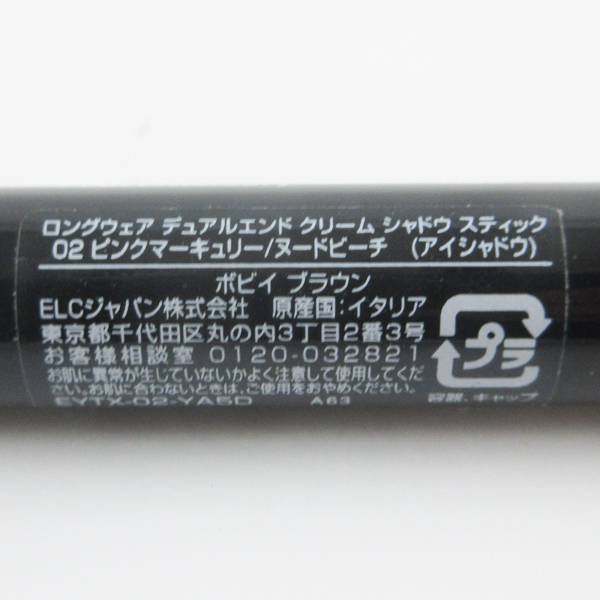 ロングウェア デュアルエンド クリーム シャドウ スティック
02 ピンクマーキュリー/ヌードビーチ (アイシャドウ)
ボビイ ブラウン
ELCジャパン株式会社 原産国:イタリア
東京都千代田区丸の内3丁目2番3号
お客様相談室 0120-032821
お肌に異常が生じていないかよく注意して使用してくだ
さい。お肌に合わないときは、ご使用をおやめください。
EYTX-02-YA5D A63
プラ
容器、キャップ